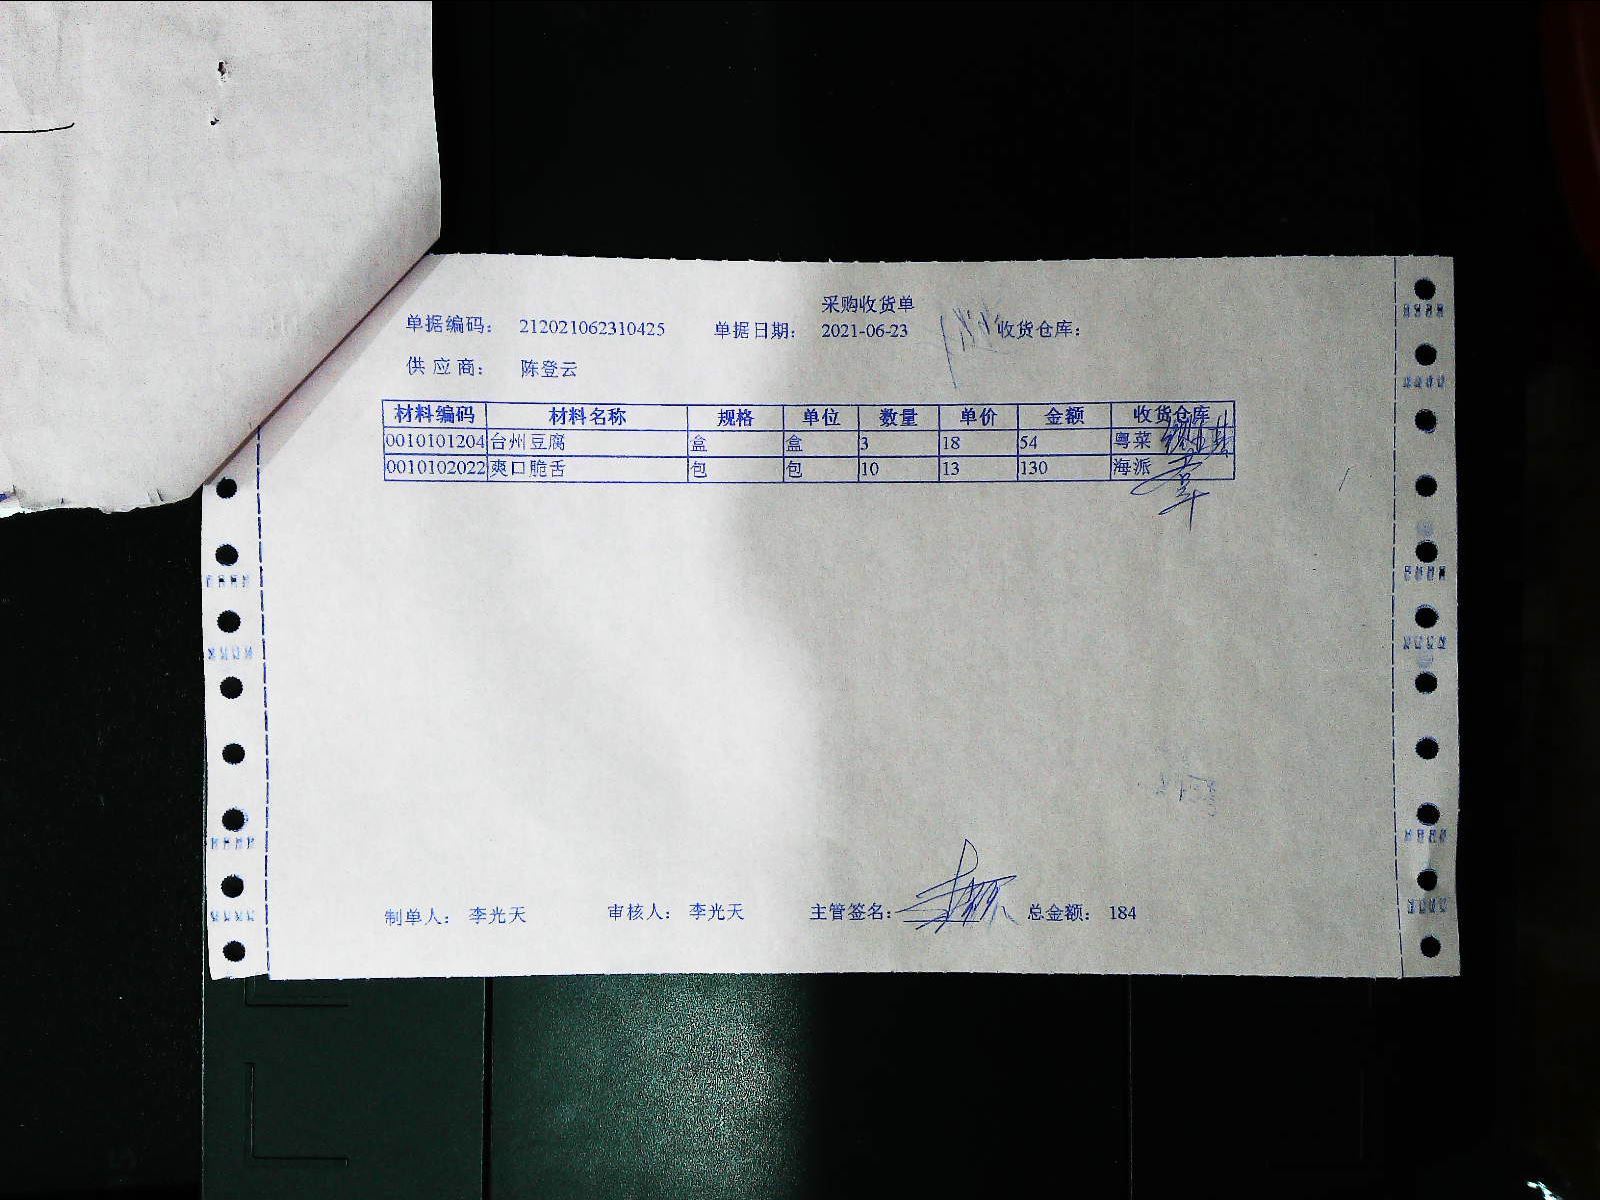 采购收货单
单据编码: 212021062310425 单据日期: 2021-06-23 收货仓库:
供应商: 陈登云
材料编码 材料名称 规格 单位 数量 单价 金额 收货仓库
0010101204 台州豆腐 盒 盒 3 18 54 粤菜
0010102022 爽口脆舌 包 包 10 13 130 海派
制单人: 李光天 审核人: 李光天 主管签名: 总金额: 184